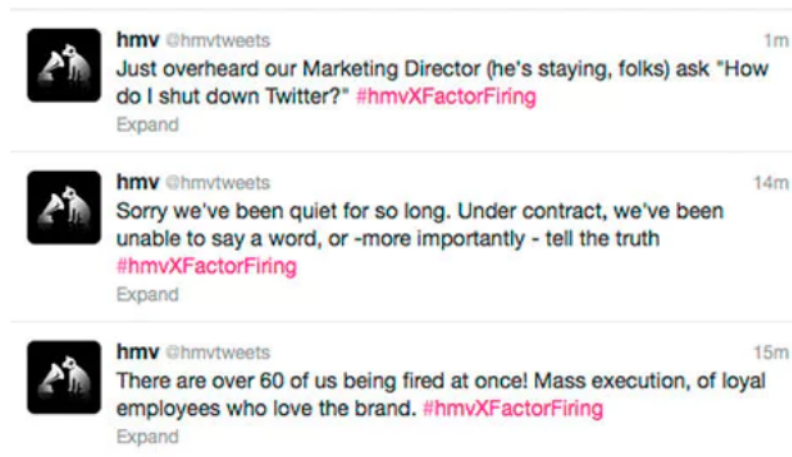 hmv @hmvtweets 1m
Just overheard our Marketing Director (he's staying, folks) ask "How
do I shut down Twitter?" #hmvXFactorFiring
Expand
hmv @hmvtweets 14m
Sorry we've been quiet for so long. Under contract, we've been
unable to say a word, or -more importantly - tell the truth
#hmvXFactorFiring
Expand
hmv @hmvtweets 15m
There are over 60 of us being fired at once! Mass execution, of loyal
employees who love the brand. #hmvXFactorFiring
Expand